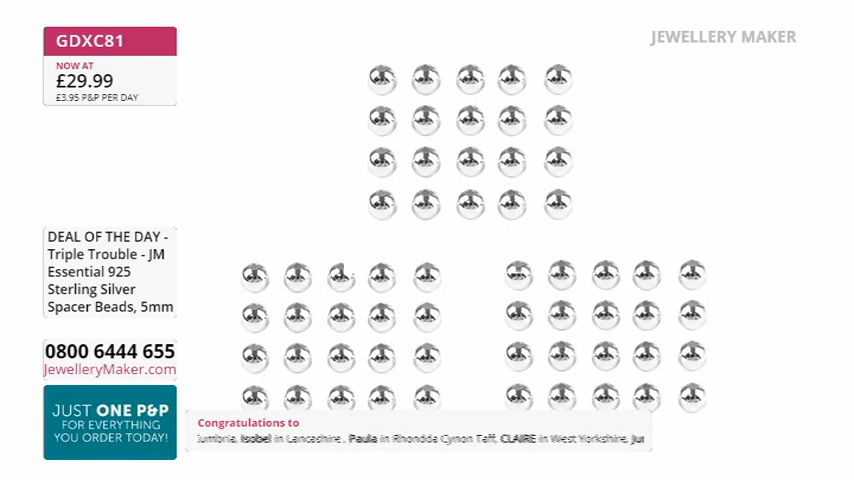 GDXC81
NOW AT
£29.99
£3.95 P&P PER DAY
JEWELLERY MAKER
DEAL OF THE DAY -
Triple Trouble - JM
Essential 925
Sterling Silver
Spacer Beads, 5mm
0800 6444 655
JewelleryMaker.com
JUST ONE P&P
FOR EVERYTHING
YOU ORDER TODAY!
Congratulations to
Isobel in Lancashire, Paula in Rhondda Cynon Taff, CLAIRE in West Yorkshire,